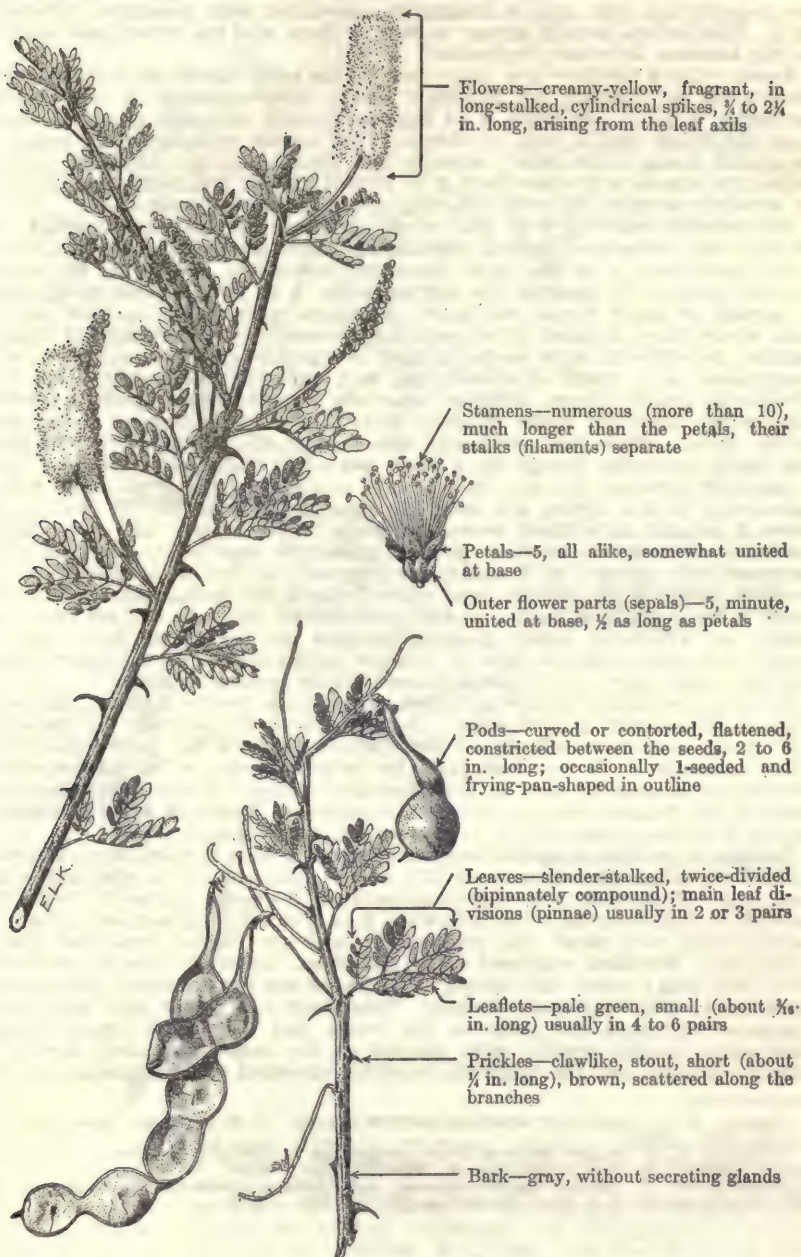 Flowers—creamy-yellow, fragrant, in
long-stalked, cylindrical spikes, ¾ to 2¼
in. long, arising from the leaf axils
Stamens—numerous (more than 10),
much longer than the petals, their
stalks (filaments) separate
Petals—5, all alike, somewhat united
at base
Outer flower parts (sepals)—5, minute,
united at base, ½ as long as petals
Pods—curved or contorted, flattened,
constricted between the seeds, 2 to 6
in. long; occasionally 1-seeded and
frying-pan-shaped in outline
Leaves—slender-stalked, twice-divided
(bipinnately compound); main leaf di-
visions (pinnae) usually in 2 or 3 pairs
E.L.K.
Leaflets—pale green, small (about
in. long) usually in 4 to 6 pairs
Prickles—clawlike, stout, short (about
¼ in. long), brown, scattered along the
branches
Bark—gray, without secreting glands